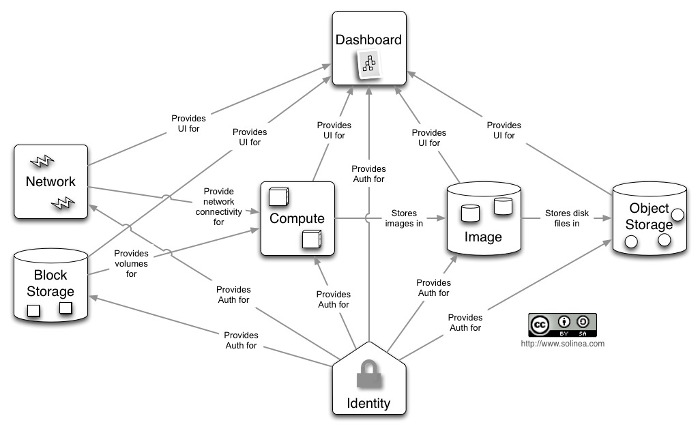 Dashboard
Provides
UI for
Provides
UI for
Provides
UI for
Provides
UI for
Provides
UI for
Provides
Auth for
Network
Provide
network
connectivity
for
Compute
Stores
images in
Image
Stores disk
files in
Object
Storage
Block
Storage
Provides
volumes
for
Provides
Auth for
Provides
Auth for
Provides
Auth for
Provides
Auth for
Provides
Auth for
Identity
cc
BY SA
http://www.solinea.com